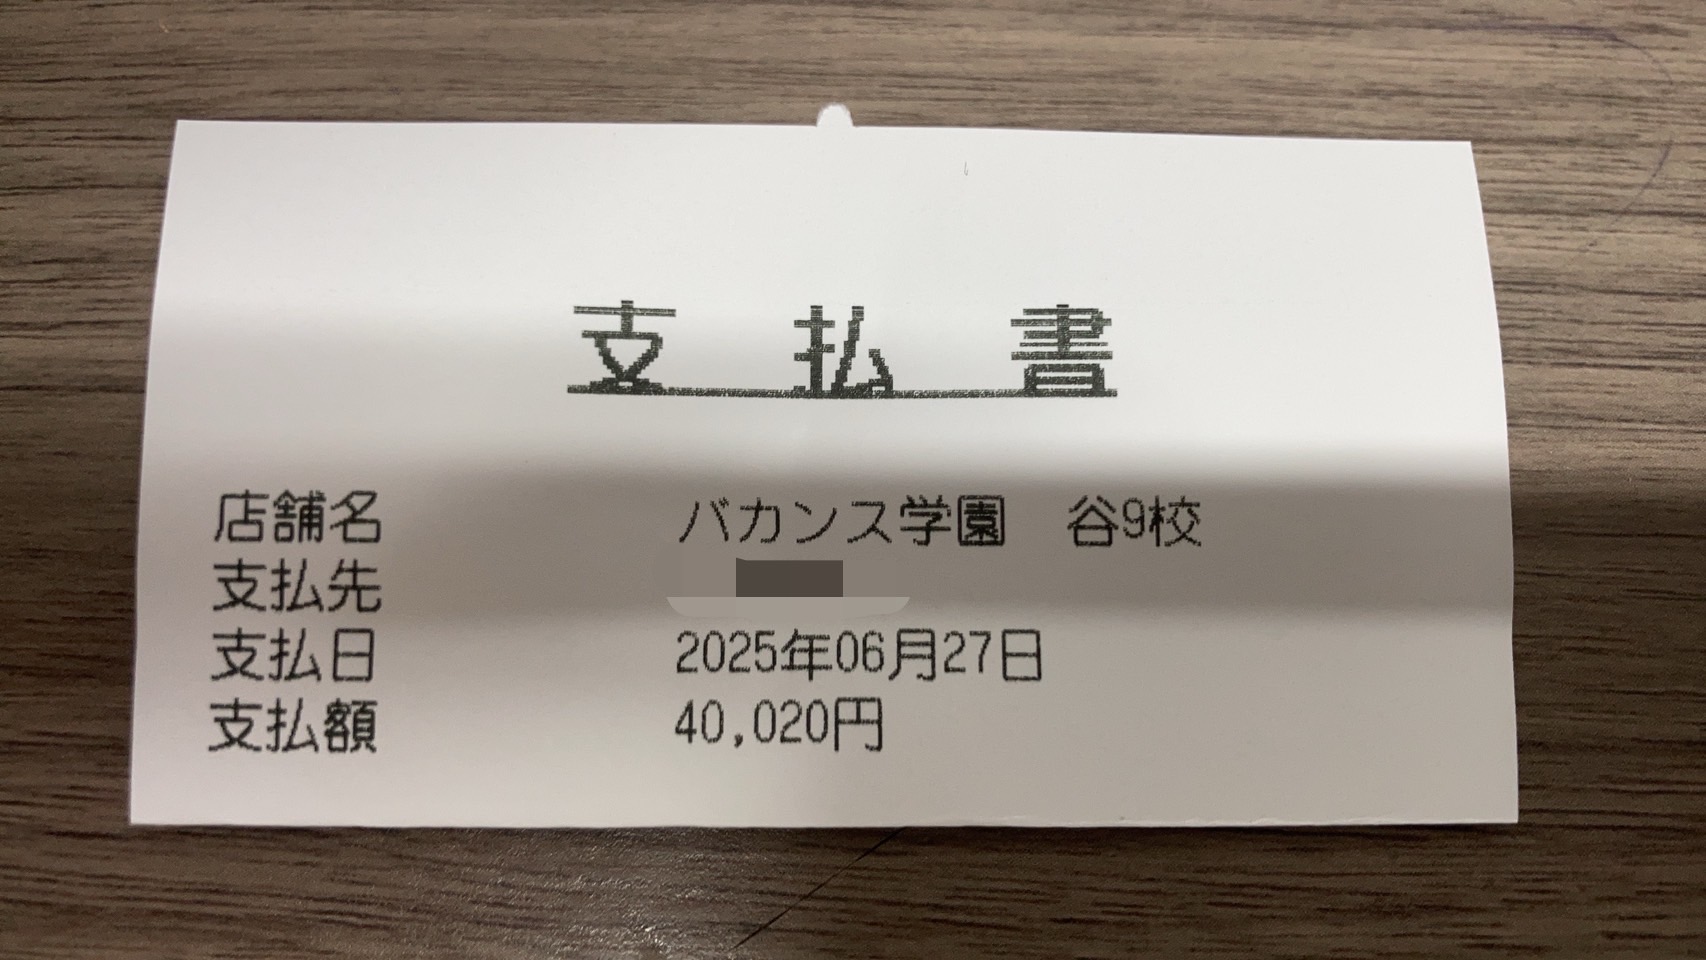 支払書
店舗名 バカンス学園 谷9校
支払先
支払日 2025年06月27日
支払額 40,020円